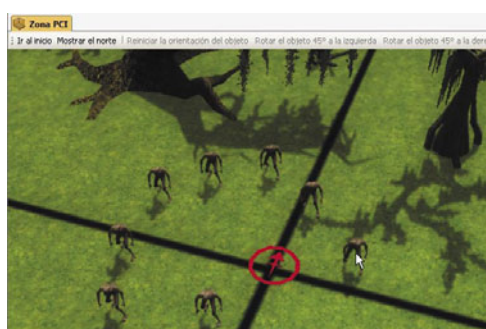 Zona PCI
Ir al inicio Mostrar el norte Reiniciar la orientación del objeto Rotar el objeto 45º a la izquierda Rotar el objeto 45º a la dere